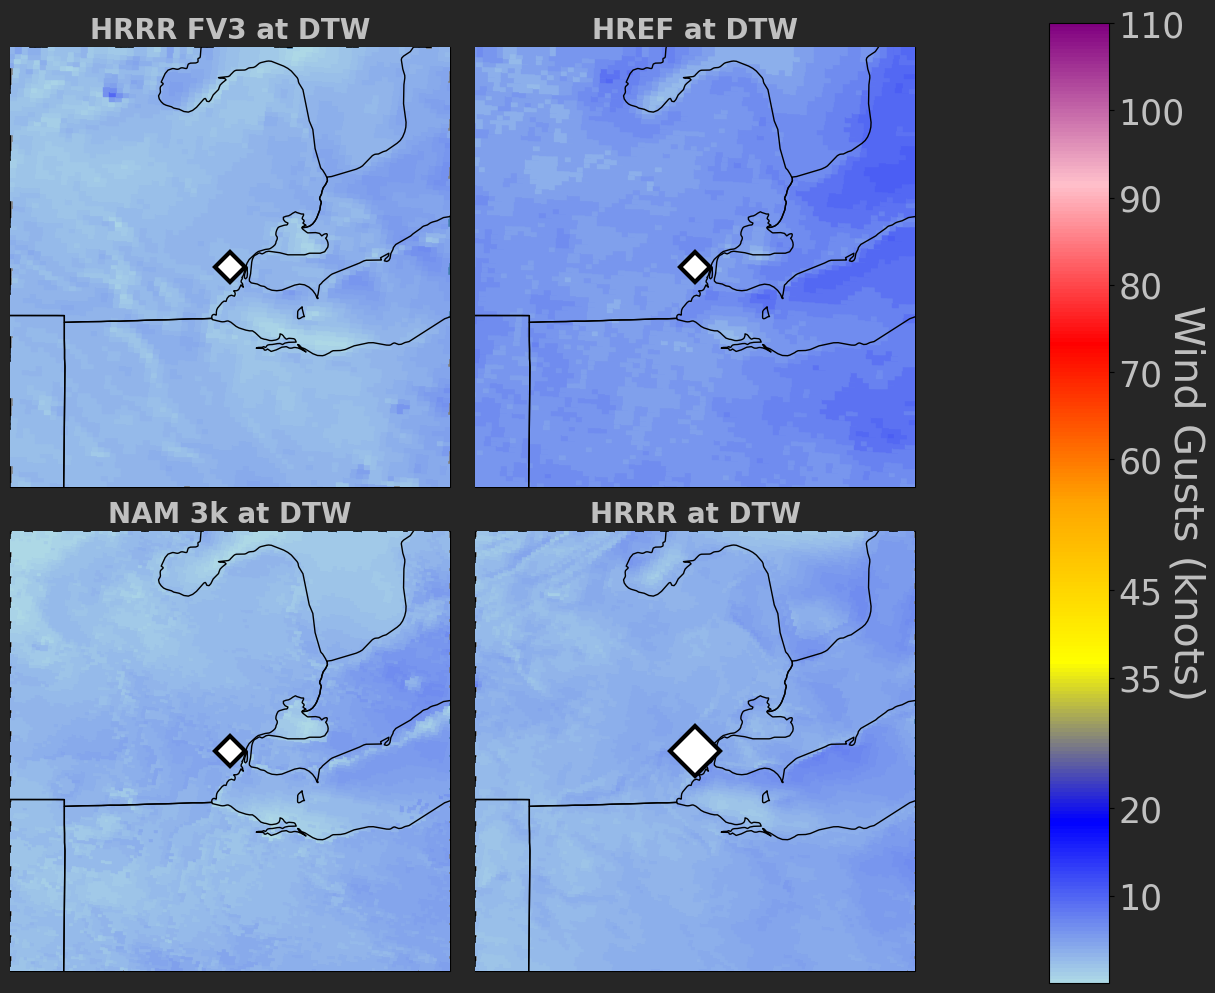 HRRR FV3 at DTW
HREF at DTW
NAM 3k at DTW
HRRR at DTW
110
100
90
80
70
60
45
35
20
10
Wind Gusts (knots)